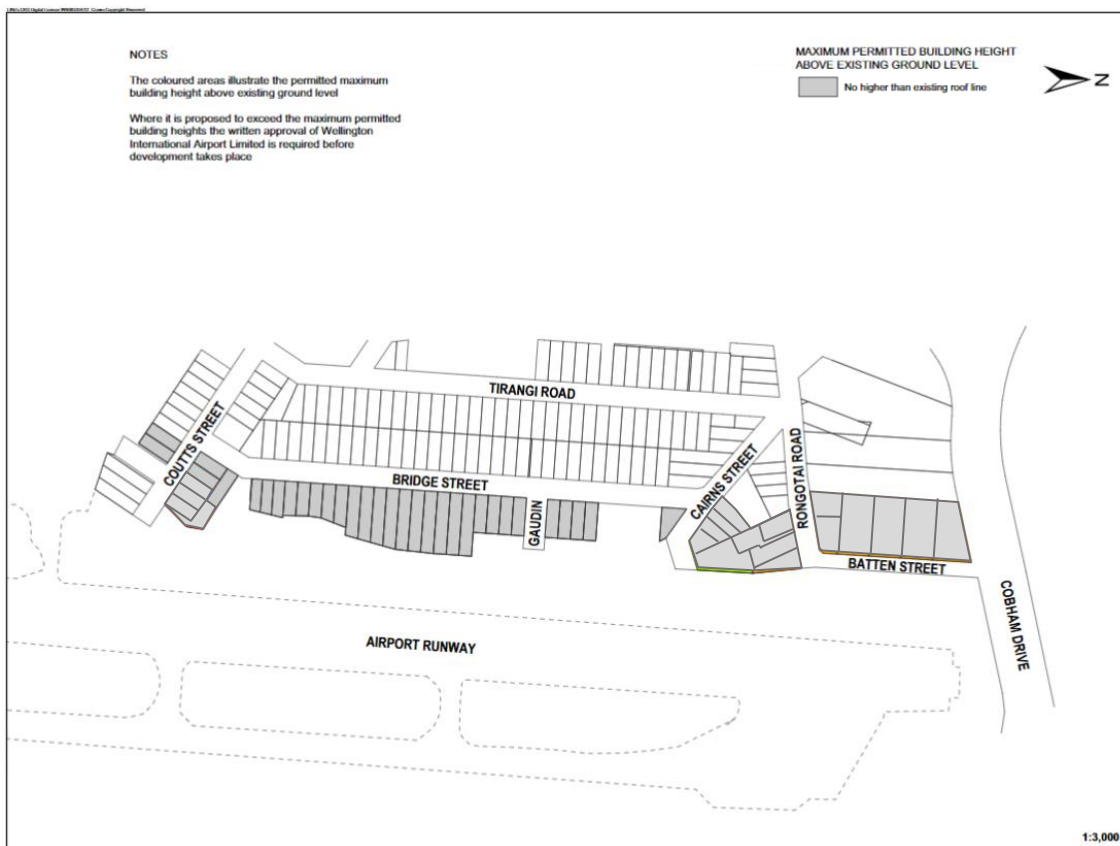 NOTES
The coloured areas illustrate the permitted maximum
building height above existing ground level
Where it is proposed to exceed the maximum permitted
building heights the written approval of Wellington
International Airport Limited is required before
development takes place
MAXIMUM PERMITTED BUILDING HEIGHT
ABOVE EXISTING GROUND LEVEL
No higher than existing roof line
N
TIRANGI ROAD
COUTTS STREET
BRIDGE STREET
GAUDIN
CAIRNS STREET
RONGOTAI ROAD
BATTEN STREET
COBHAM DRIVE
AIRPORT RUNWAY
1:3,000